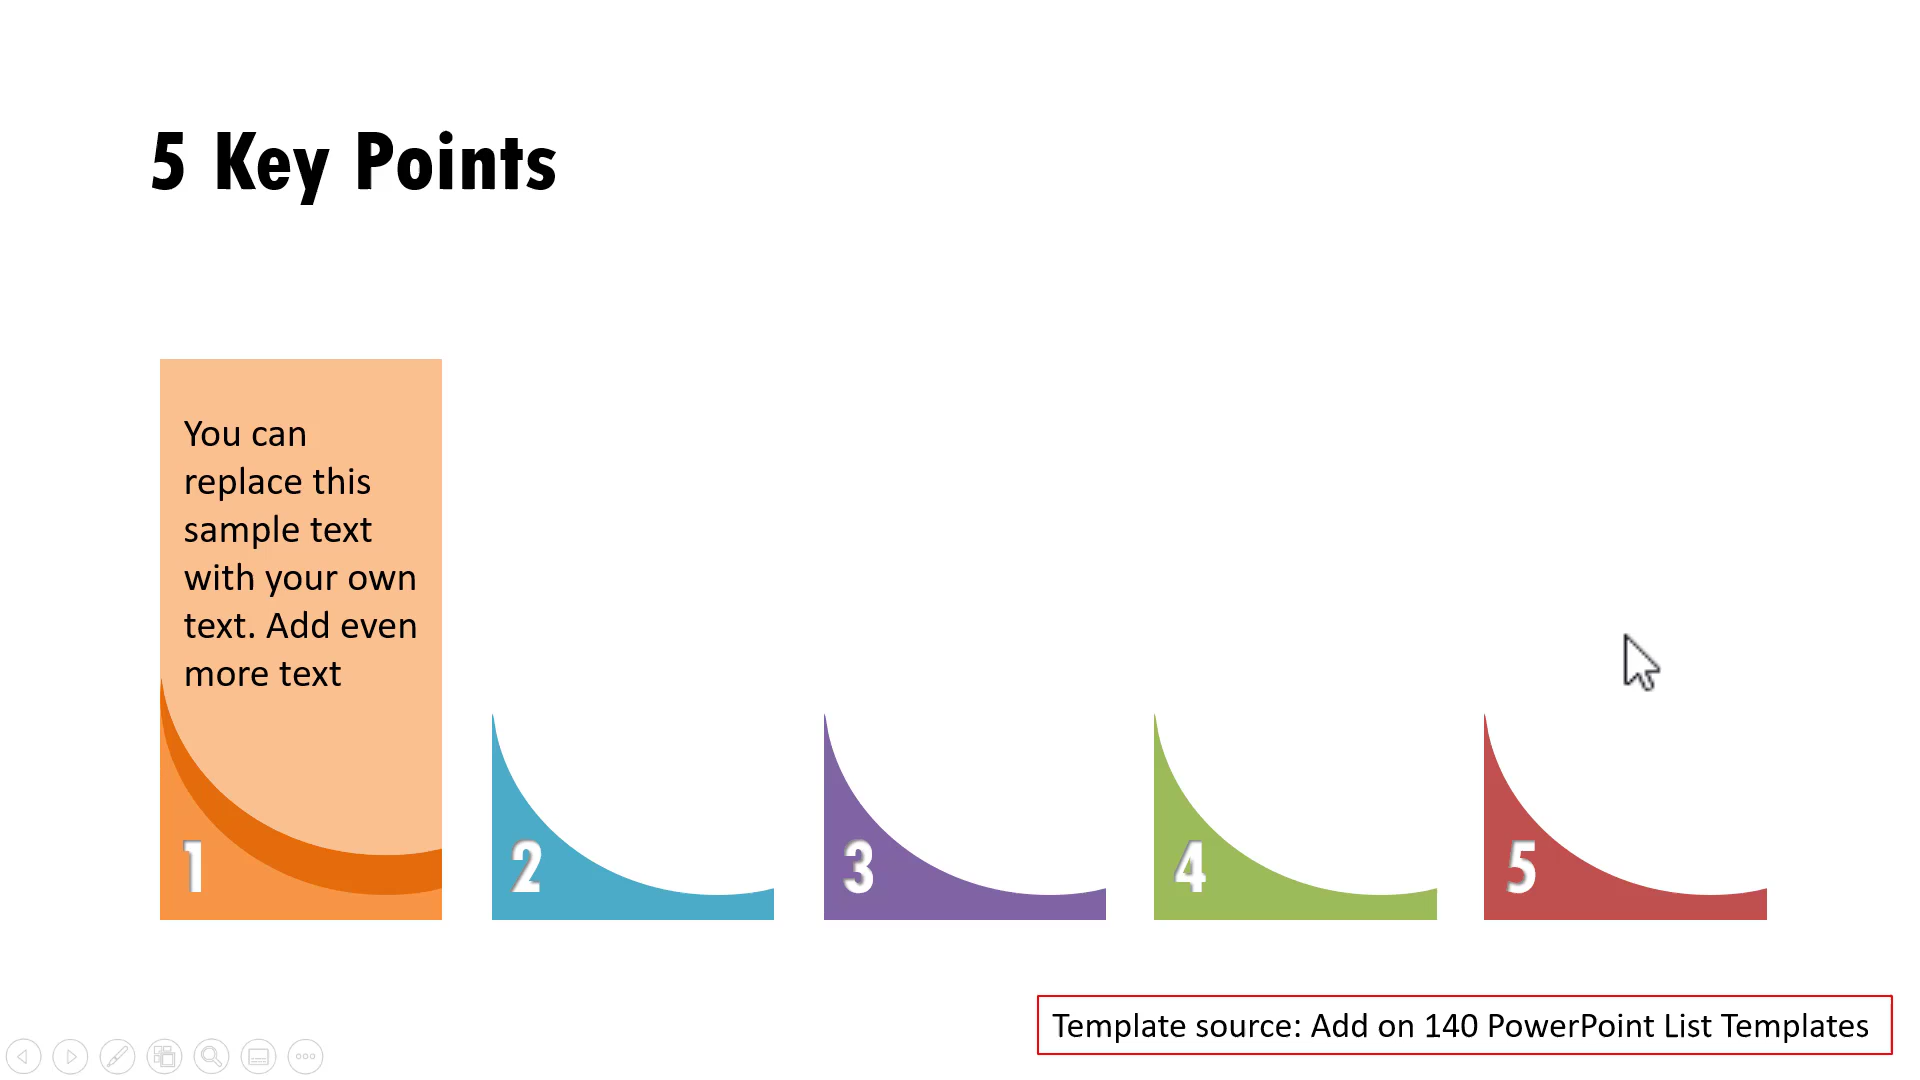 5 Key Points
You can
replace this
sample text
with your own
text. Add even
more text
1
2
3
4
5
Template source: Add on 140 PowerPoint List Templates